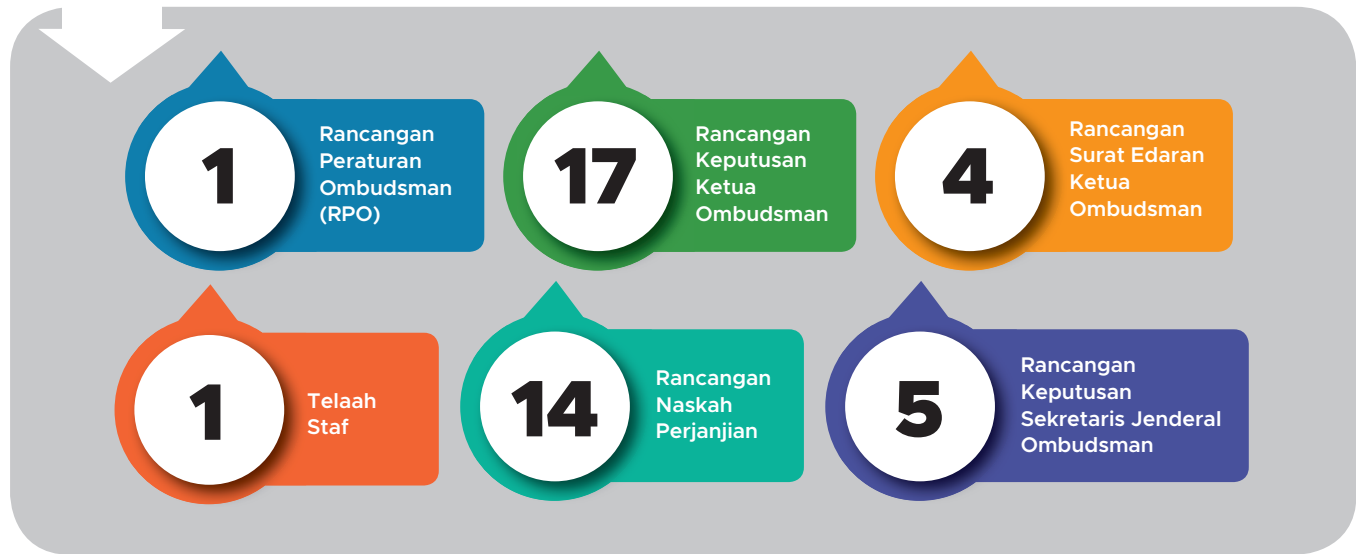 1
Rancangan
Peraturan
Ombudsman
(RPO)
17
Rancangan
Keputusan
Ketua
Ombudsman
4
Rancangan
Surat Edaran
Ketua
Ombudsman
1
Telaah
Staf
14
Rancangan
Naskah
Perjanjian
5
Rancangan
Keputusan
Sekretaris Jenderal
Ombudsman